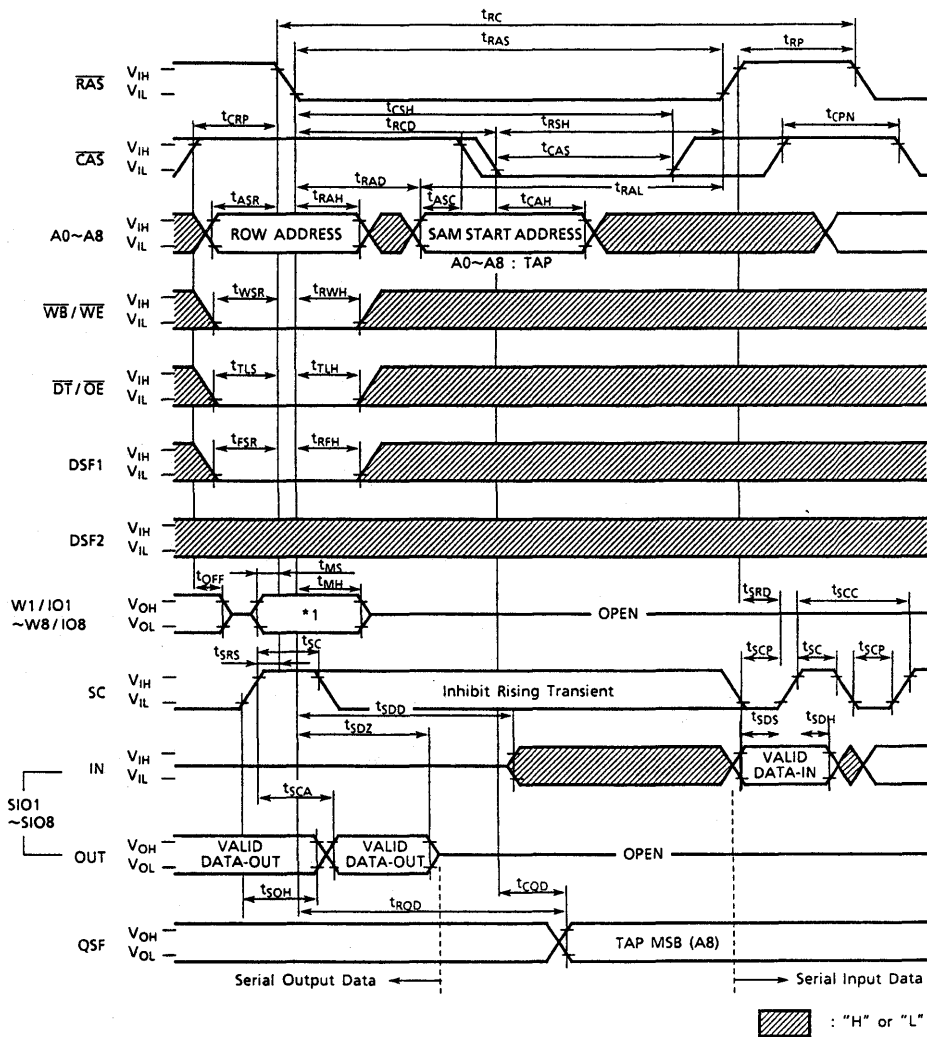 tRC
tRAS tRP
RAS VIH
VIL
tCSH
tCRP tRCD tRSH tCPN
CAS VIH
VIL
tCAS
tRAD tRAL
tASR tRAH tASC tCAH
A0~A8 VIH
VIL
ROW ADDRESS SAM START ADDRESS
A0~A8 : TAP
tWSR tRWH
WB / WE VIH
VIL
tTLS tTLH
DT / OE VIH
VIL
tFSR tRFH
DSF1 VIH
VIL
DSF2 VIH
VIL
tOFF tMS
tMH tSRD tSCC
W1 / IO1
~W8 / IO8 VOH
VOL
*1 OPEN
tSRS tSC tSCP tSC tSCP
SC VIH
VIL
Inhibit Rising Transient
tSDD
tSDZ tSDS tSDH
IN VIH
VIL
VALID
DATA-IN
SIO1
~SIO8
tSCA
OUT VOH
VOL
VALID
DATA-OUT
VALID
DATA-OUT
OPEN
tSOH tRQD tCQD
QSF VOH
VOL
TAP MSB (A8)
Serial Output Data Serial Input Data
: "H" or "L"